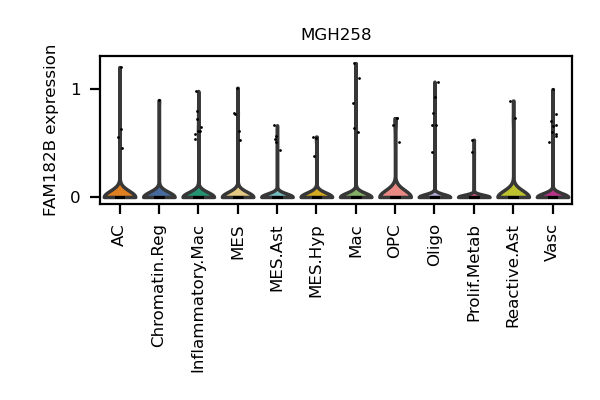 MGH258
FAM182B expression
1
0
AC
Chromatin.Reg
Inflammatory.Mac
MES
MES.Ast
MES.Hyp
Mac
OPC
Oligo
Prolif.Metab
Reactive.Ast
Vasc